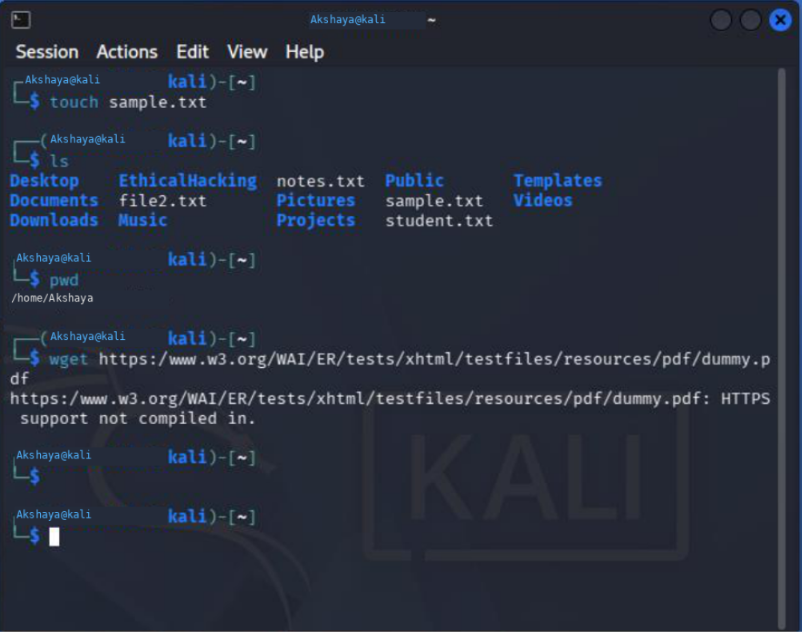 Akshaya@kali ~
Session Actions Edit View Help
┌─Akshaya@kali kali)-[~]
└─$ touch sample.txt
┌──(Akshaya@kali kali)-[~]
└─$ ls
Desktop EthicalHacking notes.txt Public Templates
Documents file2.txt Pictures sample.txt Videos
Downloads Music Projects student.txt
Akshaya@kali kali)-[~]
└─$ pwd
/home/Akshaya
┌──(Akshaya@kali kali)-[~]
└─$ wget https:/www.w3.org/WAI/ER/tests/xhtml/testfiles/resources/pdf/dummy.p
df
https:/www.w3.org/WAI/ER/tests/xhtml/testfiles/resources/pdf/dummy.pdf: HTTPS
support not compiled in.
Akshaya@kali kali)-[~]
└─$
Akshaya@kali kali)-[~]
└─$
KALI